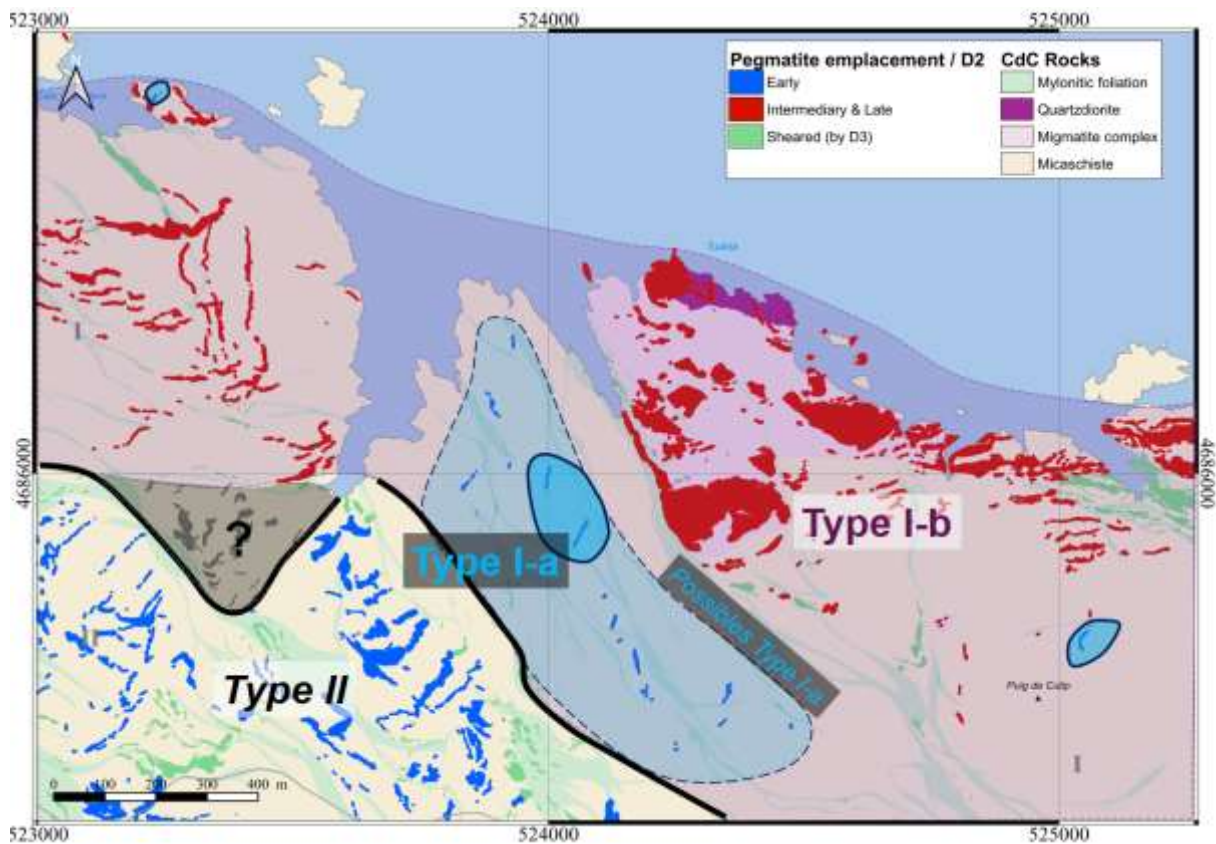 523000 524000 525000
N
Pegmatite emplacement / D2
Early
Intermediary & Late
Sheared (by D3)
CdC Rocks
Mylonitic foliation
Quartzdiorite
Migmatite complex
Micaschiste
4686000
4686000
?
Type I-b
Type I-a
Possibles Type I-a
Type II
Puig de Culip
0 100 200 300 400 m
523000 524000 525000